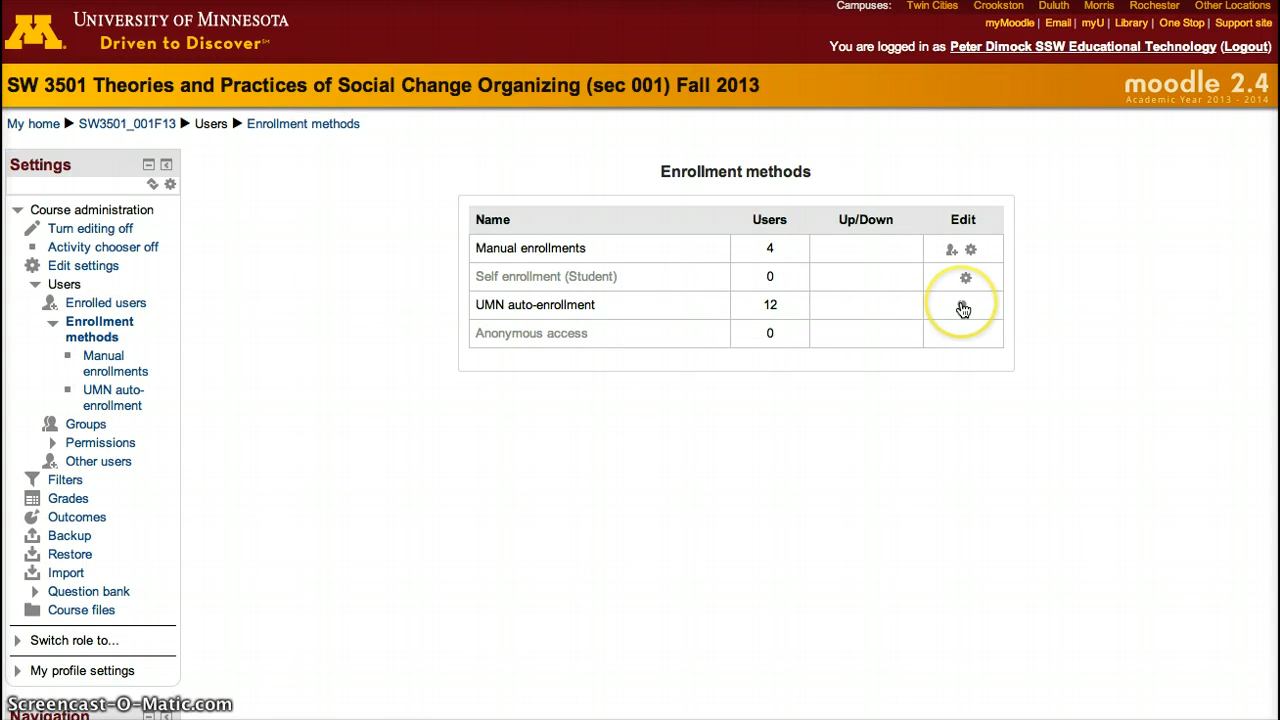 UNIVERSITY OF MINNESOTA
Driven to Discover℠
Campuses: Twin Cities Crookston Duluth Morris Rochester Other Locations
myMoodle | Email | myU | Library | One Stop | Support site
You are logged in as Peter Dimock SSW Educational Technology (Logout)
SW 3501 Theories and Practices of Social Change Organizing (sec 001) Fall 2013
moodle 2.4
Academic Year 2013 - 2014
My home ▶ SW3501_001F13 ▶ Users ▶ Enrollment methods
Settings
Course administration
Turn editing off
Activity chooser off
Edit settings
Users
Enrolled users
Enrollment
methods
Manual
enrollments
UMN auto-
enrollment
Groups
Permissions
Other users
Filters
Grades
Outcomes
Backup
Restore
Import
Question bank
Course files
Switch role to...
My profile settings
Navigation
Enrollment methods
Name Users Up/Down Edit
Manual enrollments 4
Self enrollment (Student) 0
UMN auto-enrollment 12
Anonymous access 0
Screencast-O-Matic.com